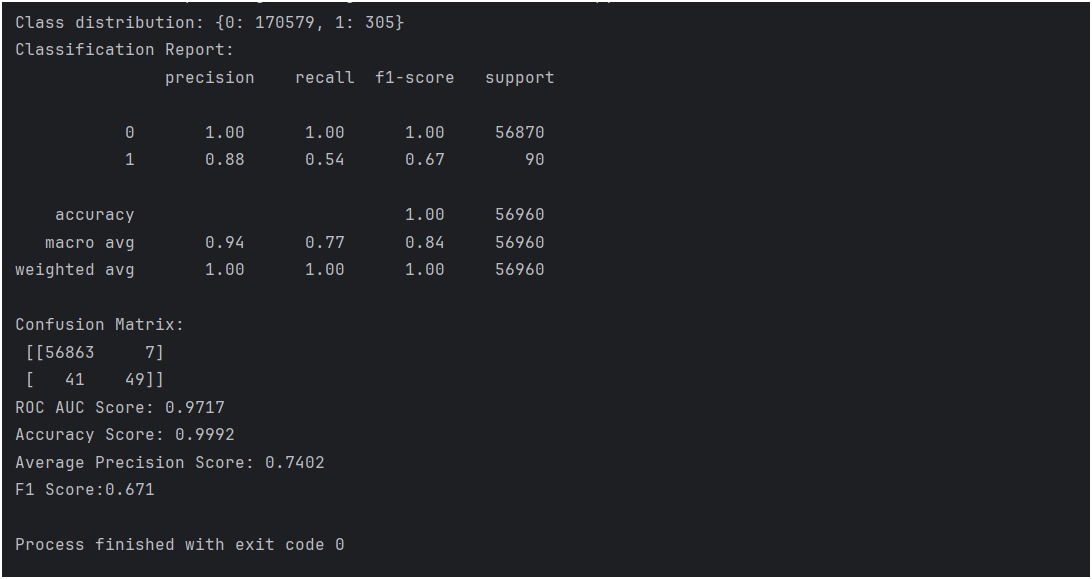 Class distribution: {0: 170579, 1: 305}
Classification Report:
              precision    recall  f1-score   support

           0       1.00      1.00      1.00     56870
           1       0.88      0.54      0.67        90

    accuracy                           1.00     56960
   macro avg       0.94      0.77      0.84     56960
weighted avg       1.00      1.00      1.00     56960

Confusion Matrix:
 [[56863     7]
 [   41    49]]
ROC AUC Score: 0.9717
Accuracy Score: 0.9992
Average Precision Score: 0.7402
F1 Score:0.671

Process finished with exit code 0